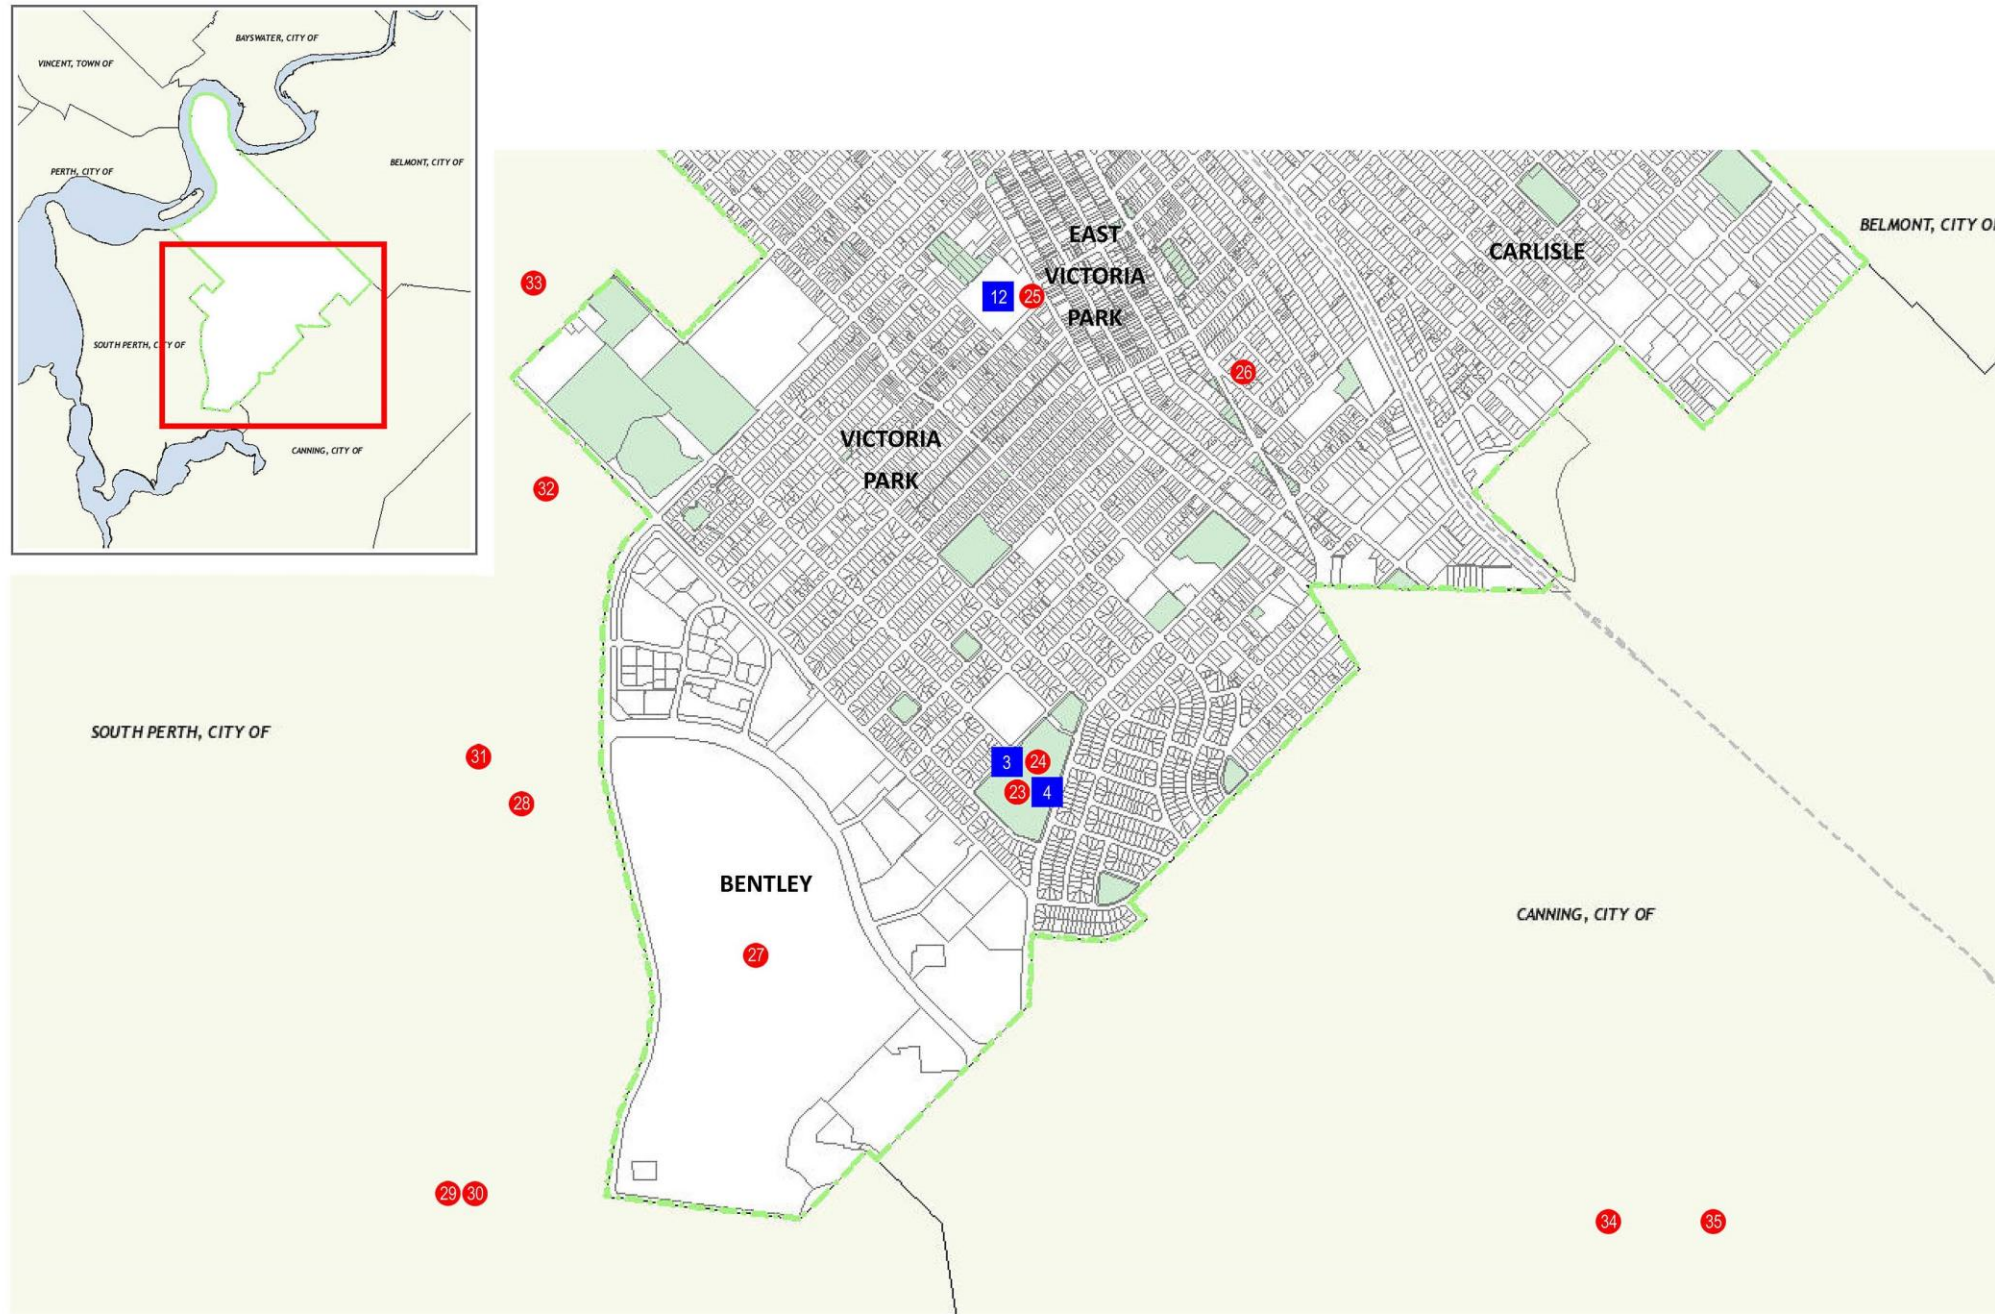 BAYSWATER, CITY OF
VINCENT, TOWN OF
BELMONT, CITY OF
PERTH, CITY OF
SOUTH PERTH, CITY OF
CANNING, CITY OF
EAST
VICTORIA
PARK
CARLISLE
BELMONT, CITY O
33
12
25
26
VICTORIA
PARK
32
SOUTH PERTH, CITY OF
31
28
3
24
23
4
BENTLEY
CANNING, CITY OF
27
29
30
34
35